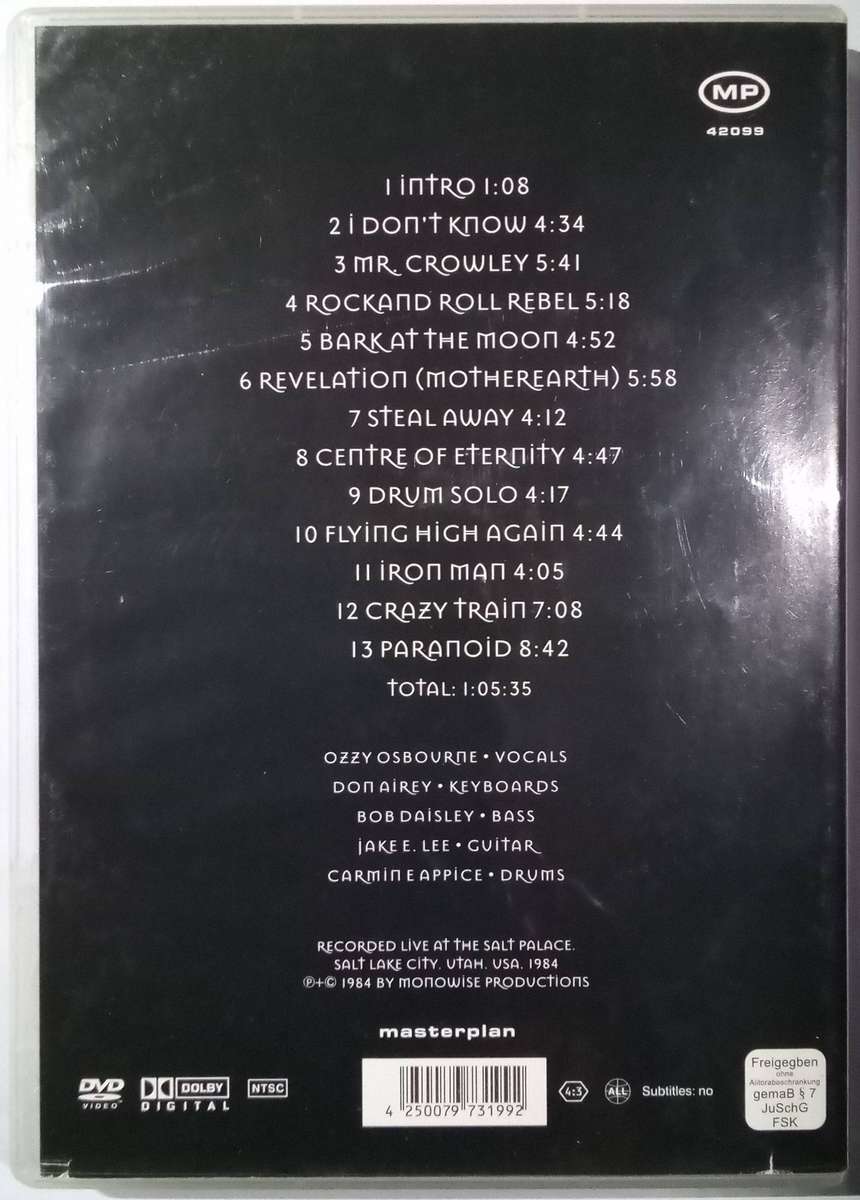 MP
42099
1 INTRO 1:08
2 I DON'T KNOW 4:34
3 MR. CROWLEY 5:41
4 ROCK AND ROLL REBEL 5:18
5 BARK AT THE MOON 4:52
6 REVELATION (MOTHEREARTH) 5:58
7 STEAL AWAY 4:12
8 CENTRE OF ETERNITY 4:47
9 DRUM SOLO 4:17
10 FLYING HIGH AGAIN 4:44
11 IRON MAN 4:05
12 CRAZY TRAIN 7:08
13 PARANOID 8:42
TOTAL: 1:05:35
OZZY OSBOURNE • VOCALS
DON AIREY • KEYBOARDS
BOB DAISLEY • BASS
JAKE E. LEE • GUITAR
CARMINE APPICE • DRUMS
RECORDED LIVE AT THE SALT PALACE.
SALT LAKE CITY. UTAH. USA. 1984
℗+© 1984 BY MONOWISE PRODUCTIONS
masterplan
DVD VIDEO
DOLBY DIGITAL
NTSC
4 250079 731992
4:3
ALL
Subtitles: no
Freigegben
ohne
Altorabeschrankung
gemaB § 7
JuSchG
FSK